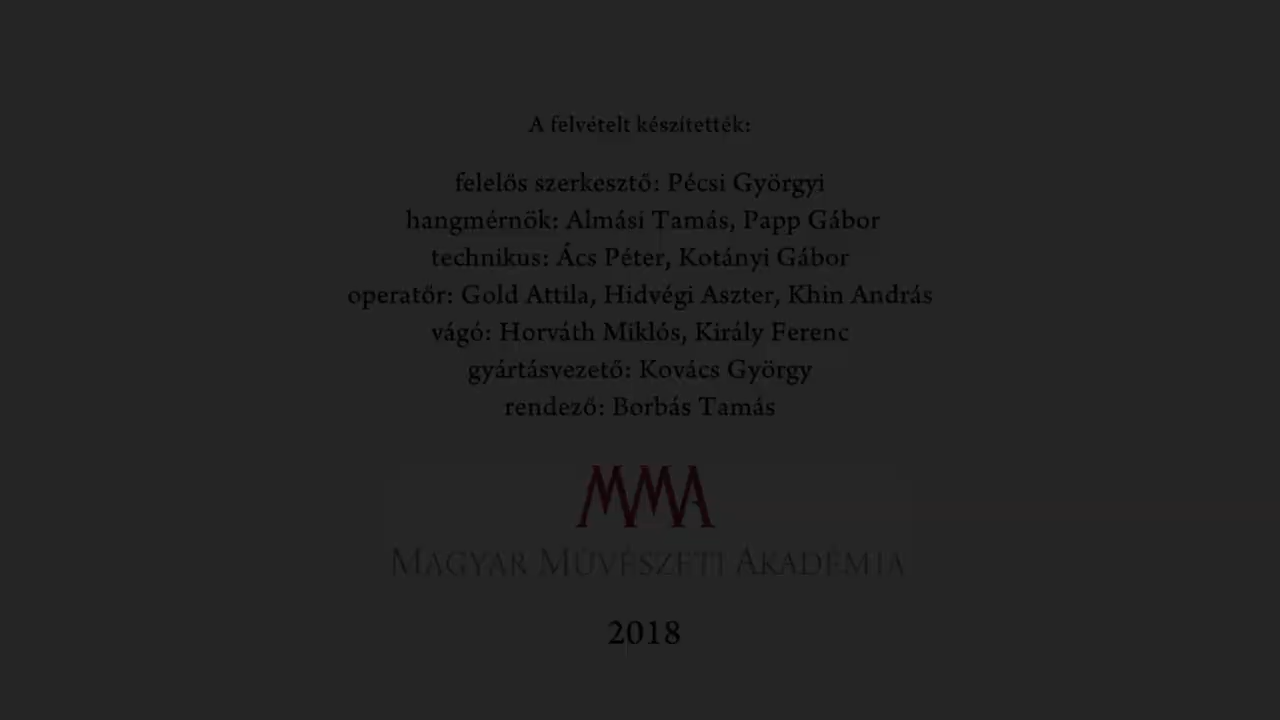 A felvételt készítették:
felelős szerkesztő: Pécsi Györgyi
hangmérnök: Almási Tamás, Papp Gábor
technikus: Ács Péter, Kotányi Gábor
operatőr: Gold Attila, Hidvégi Aszter, Khin András
vágó: Horváth Miklós, Király Ferenc
gyártásvezető: Kovács György
rendező: Borbás Tamás
MMA
MAGYAR MŰVÉSZETI AKADÉMIA
2018